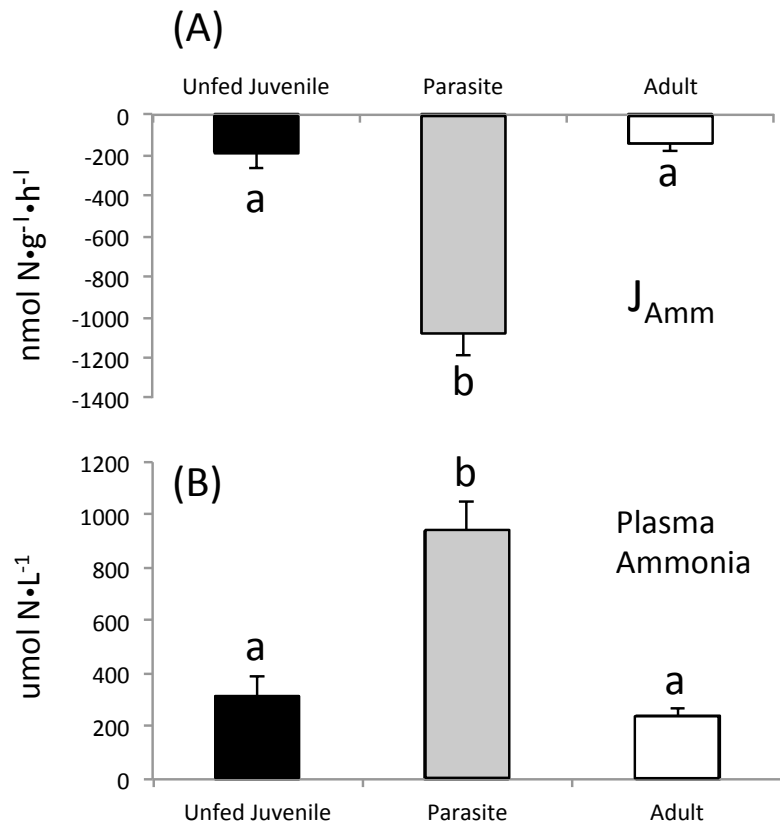 (A)
Unfed Juvenile Parasite Adult
0
-200
-400
-600
-800
-1000
-1200
-1400
nmol N•g-1•h-1
a
b
a
JAmm
(B)
1200
1000
800
600
400
200
0
umol N•L-1
a
b
a
Plasma
Ammonia
Unfed Juvenile Parasite Adult